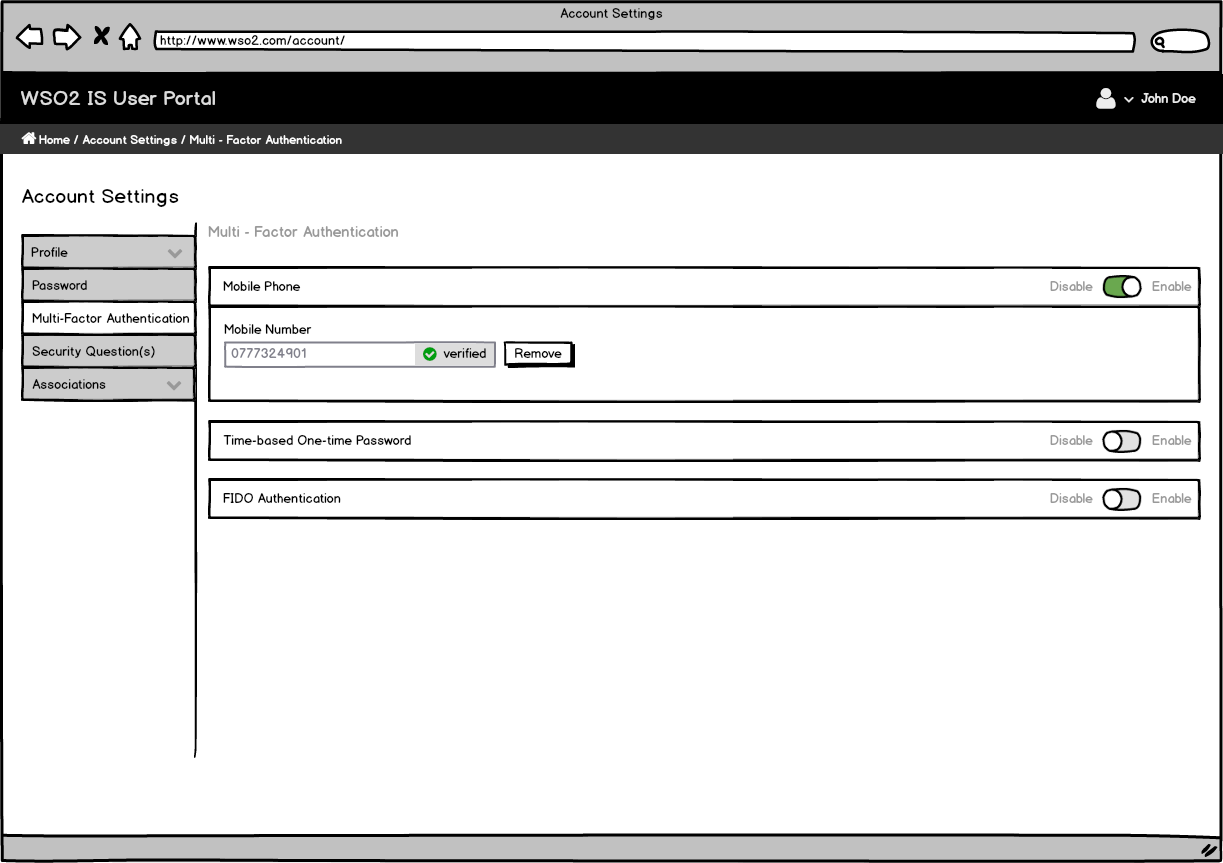 Account Settings
http://www.wso2.com/account/
WSO2 IS User Portal
John Doe
Home / Account Settings / Multi - Factor Authentication
Account Settings
Multi - Factor Authentication
Profile
Password
Multi-Factor Authentication
Security Question(s)
Associations
Mobile Phone
Disable Enable
Mobile Number
0777324901 verified Remove
Time-based One-time Password
Disable Enable
FIDO Authentication
Disable Enable